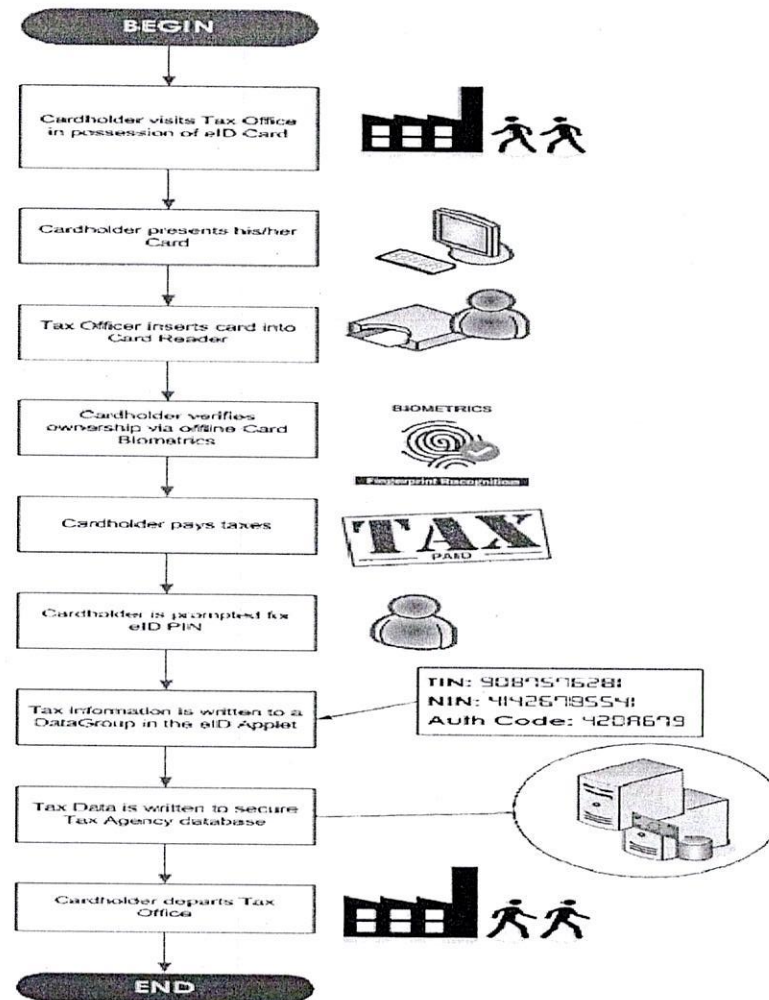 BEGIN
Cardholder visits Tax Office
in possession of eID Card
Cardholder presents his/her
Card
Tax Officer inserts card into
Card Reader
Cardholder verifies
ownership via offline Card
Biometrics
BIOMETRICS
Fingerprint Recognition
Cardholder pays taxes
TAX
PAID
Cardholder is prompted for
eID PIN
Tax Information is written to a
DataGroup in the eID Applet
TIN: 9087576281
NIN: 41426795541
Auth Code: 4208679
Tax Data is written to secure
Tax Agency database
Cardholder departs Tax
Office
END